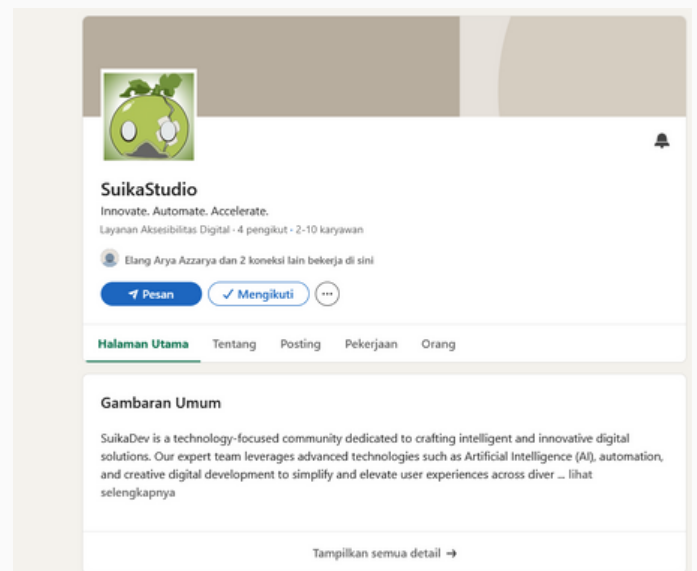 SuikaStudio
Innovate. Automate. Accelerate.
Layanan Aksesibilitas Digital · 4 pengikut · 2-10 karyawan
Elang Arya Azzarya dan 2 koneksi lain bekerja di sini
Pesan
Mengikuti
Halaman Utama Tentang Posting Pekerjaan Orang
Gambaran Umum
SuikaDev is a technology-focused community dedicated to crafting intelligent and innovative digital
solutions. Our expert team leverages advanced technologies such as Artificial Intelligence (AI), automation,
and creative digital development to simplify and elevate user experiences across diver ... lihat
selengkapnya
Tampilkan semua detail →